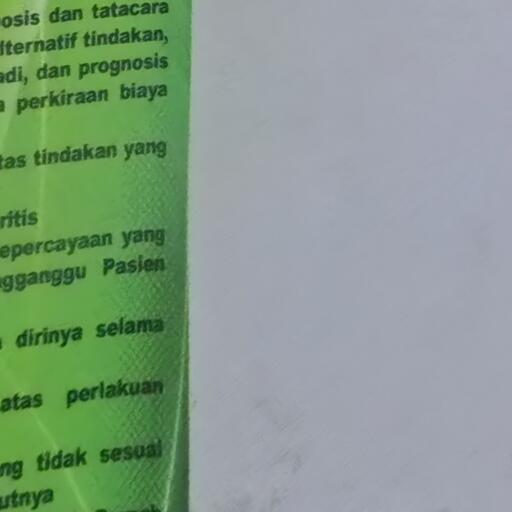 osis dan tatacara
lternatif tindakan,
adi, dan prognosis
perkiraan biaya
tas tindakan yang
ritis
epercayaan yang
ngganggu Pasien
dirinya selama
atas perlakuan
ng tidak sesuai
utnya